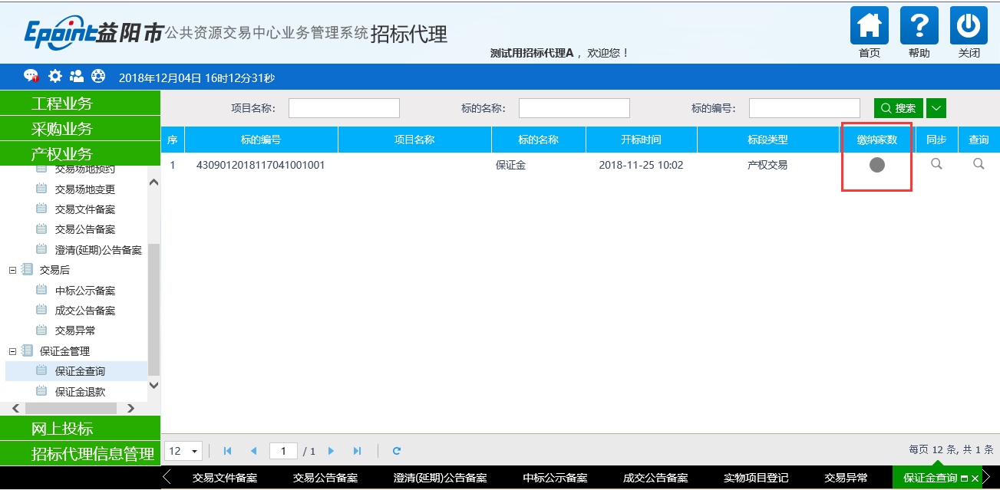 Epoint益阳市公共资源交易中心业务管理系统招标代理
测试用招标代理A ，欢迎您！
首页 帮助 关闭
2018年12月04日 16时12分31秒
工程业务
采购业务
产权业务
交易场地预约
交易场地变更
交易文件备案
交易公告备案
澄清(延期)公告备案
交易后
中标公示备案
成交公告备案
交易异常
保证金管理
保证金查询
保证金退款
网上投标
招标代理信息管理
项目名称： 标的名称： 标的编号： 搜索
序 标的编号 项目名称 标的名称 开标时间 标段类型 缴纳家数 同步 查询
1 4309012018117041001001 保证金 2018-11-25 10:02 产权交易
12 1 / 1 每页 12 条, 共 1 条
交易文件备案 交易公告备案 澄清(延期)公告备案 中标公示备案 成交公告备案 实物项目登记 交易异常 保证金查询